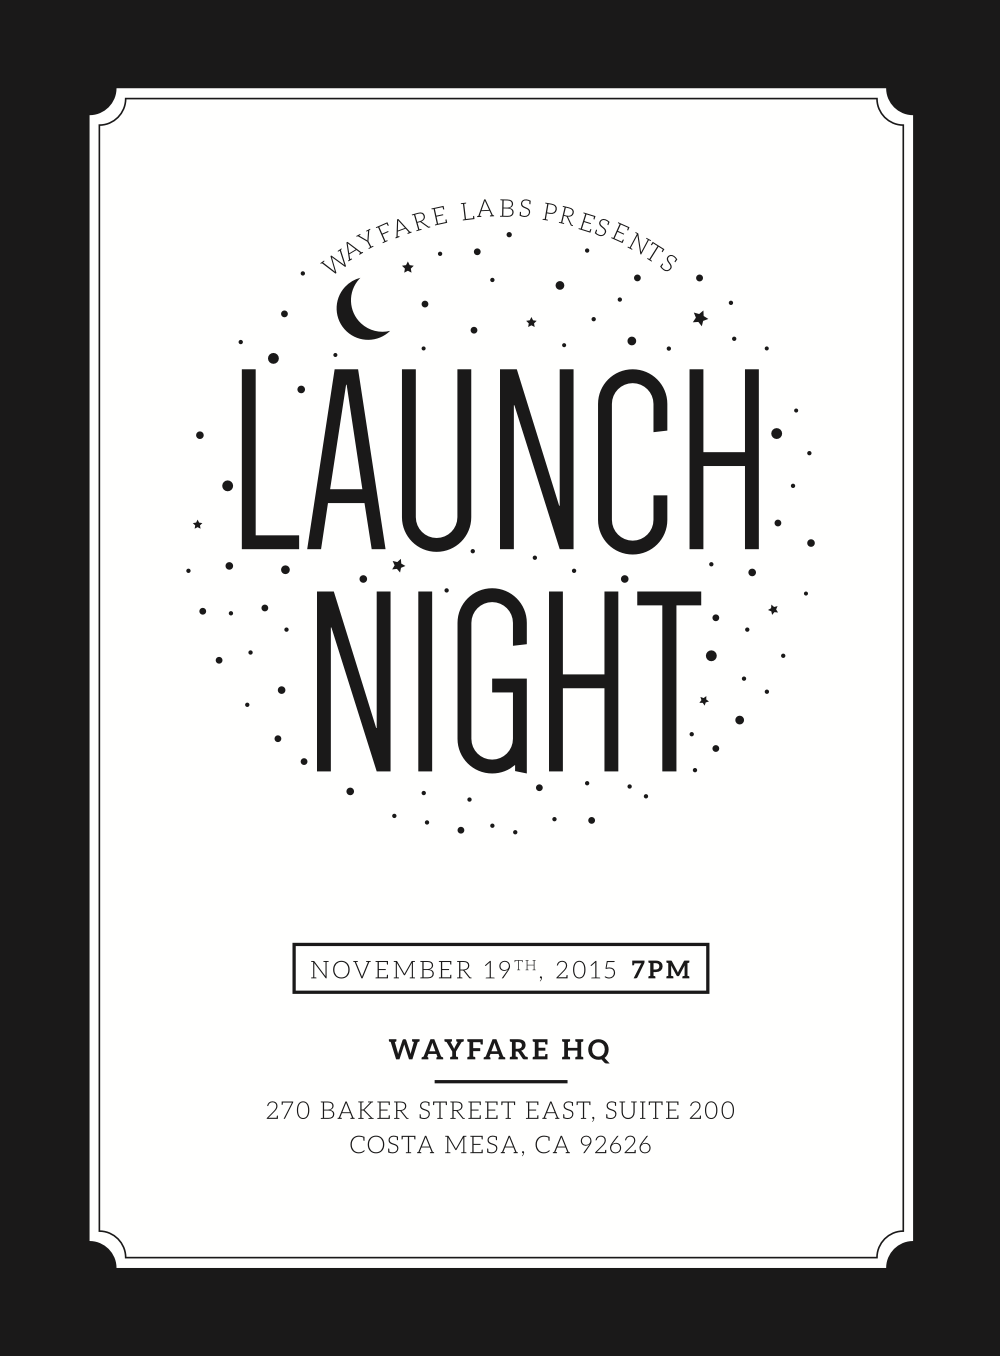 WAYFARE LABS PRESENTS
LAUNCH
NIGHT
NOVEMBER 19TH, 2015 7PM
WAYFARE HQ
270 BAKER STREET EAST, SUITE 200
COSTA MESA, CA 92626